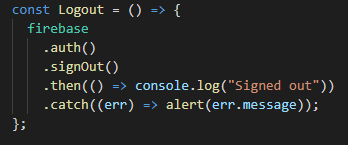 const Logout = () => {
  firebase
    .auth()
    .signOut()
    .then(() => console.log("Signed out"))
    .catch((err) => alert(err.message));
};